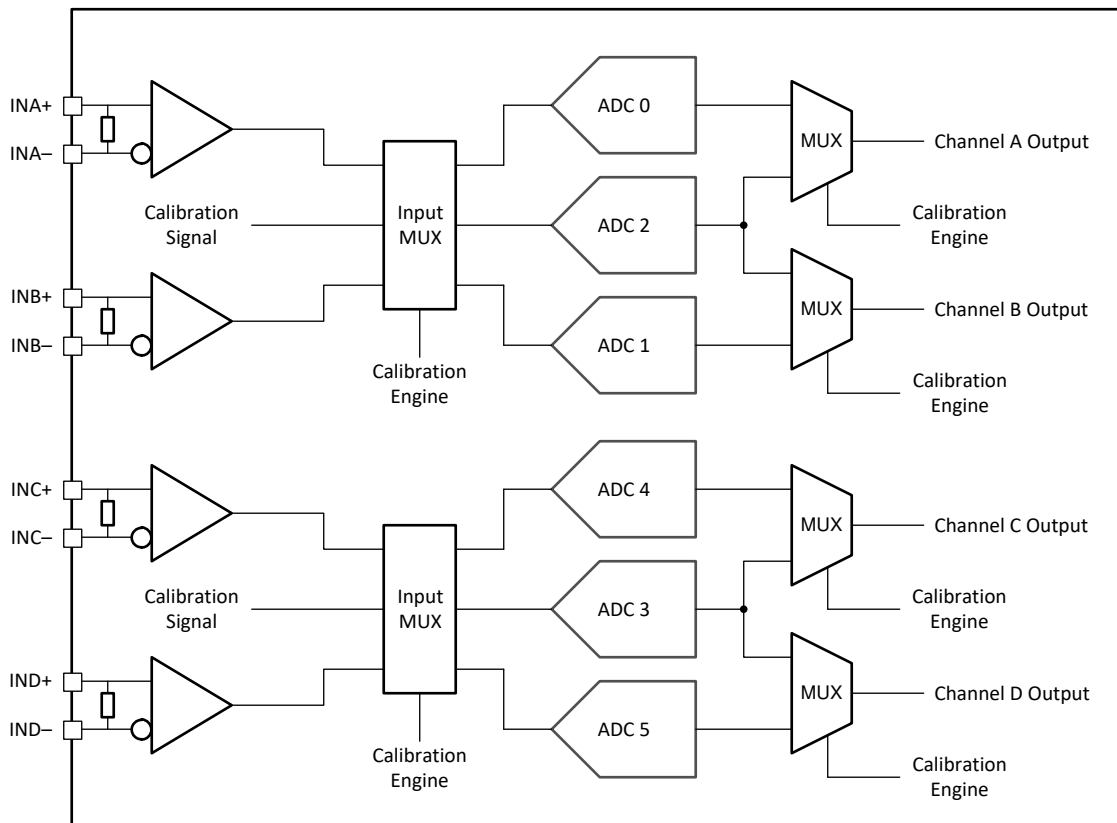 INA+
INA–
ADC 0
MUX
Channel A Output
Calibration
Signal
Input
MUX
ADC 2
Calibration
Engine
INB+
INB–
ADC 1
MUX
Channel B Output
Calibration
Engine
Calibration
Engine
INC+
INC–
ADC 4
MUX
Channel C Output
Calibration
Signal
Input
MUX
ADC 3
Calibration
Engine
IND+
IND–
ADC 5
MUX
Channel D Output
Calibration
Engine
Calibration
Engine